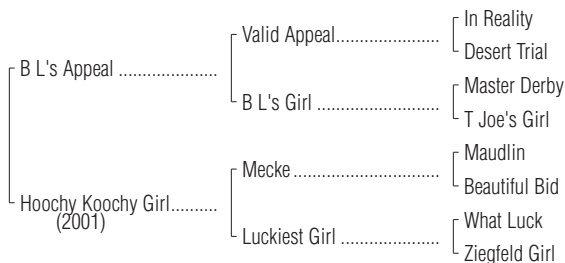 In Reality
Valid Appeal....................
Desert Trial
B L's Appeal ...................
Master Derby
B L's Girl ........................
T Joe's Girl
Maudlin
Mecke ............................
Beautiful Bid
Hoochy Koochy Girl.........
(2001)
What Luck
Luckiest Girl ...................
Ziegfeld Girl